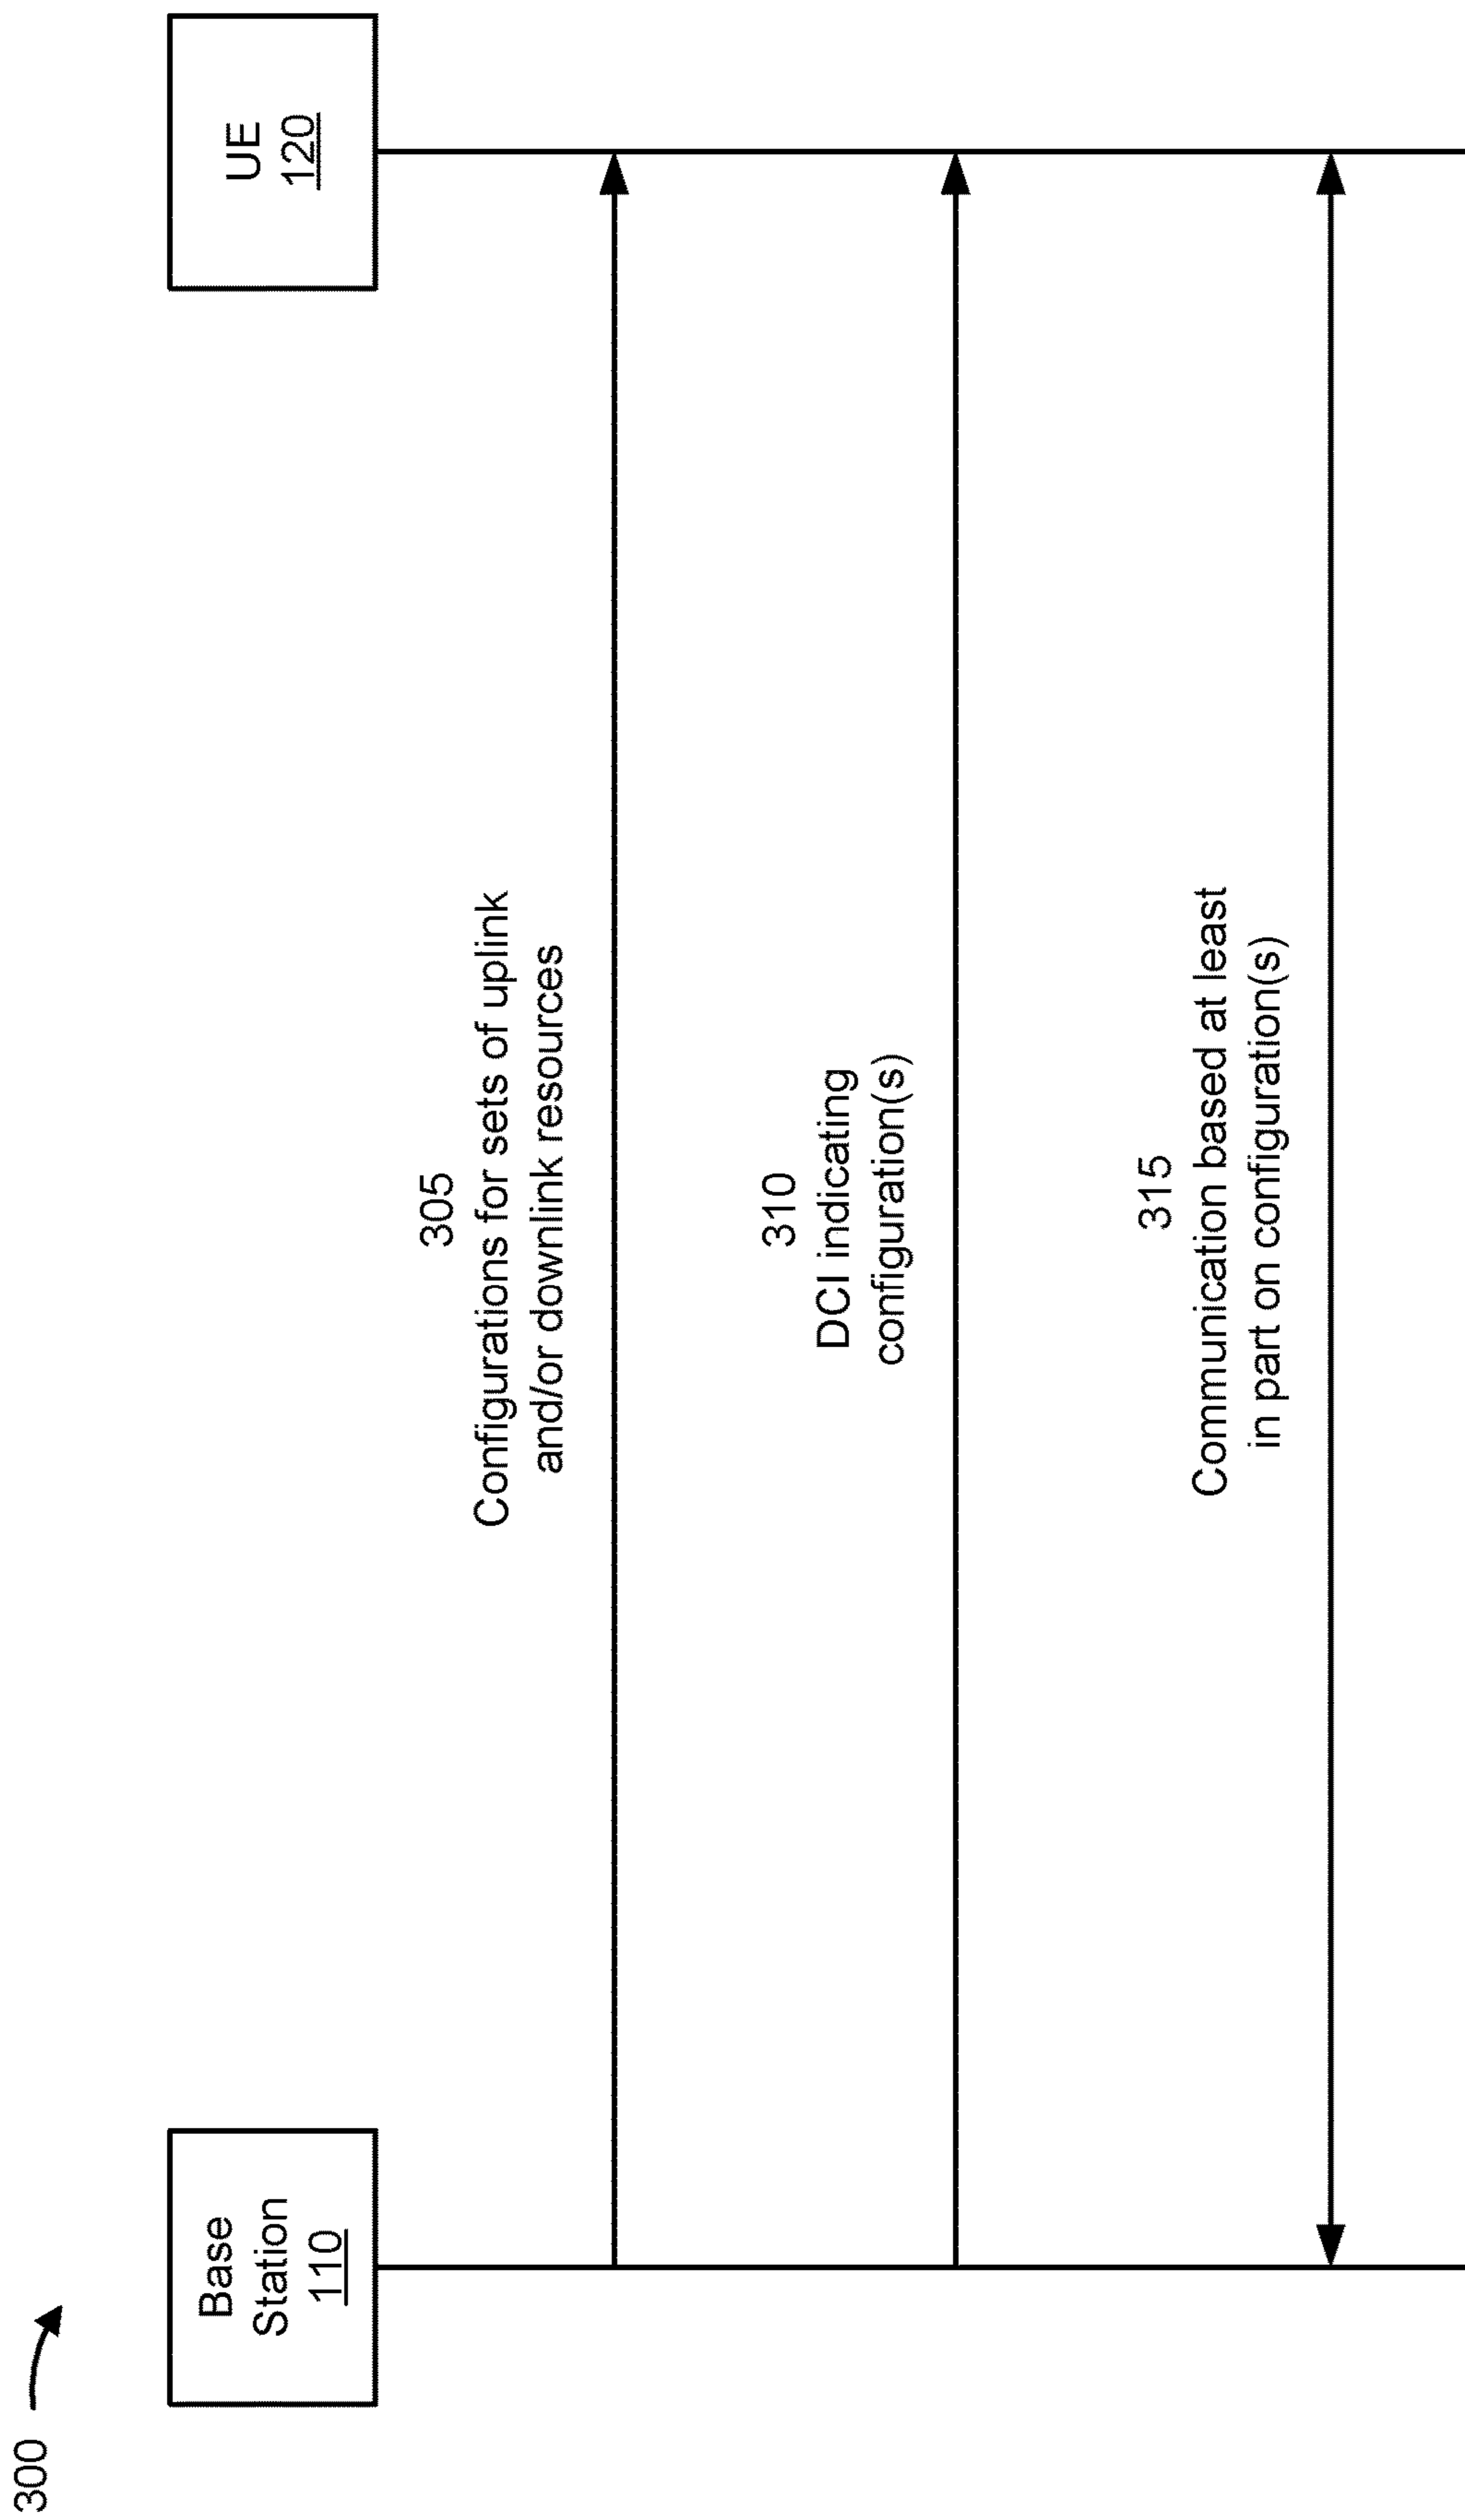 300
Base
Station
110
UE
120
305
Configurations for sets of uplink
and/or downlink resources
310
DCI indicating
configuration(s)
315
Communication based at least
in part on configuration(s)